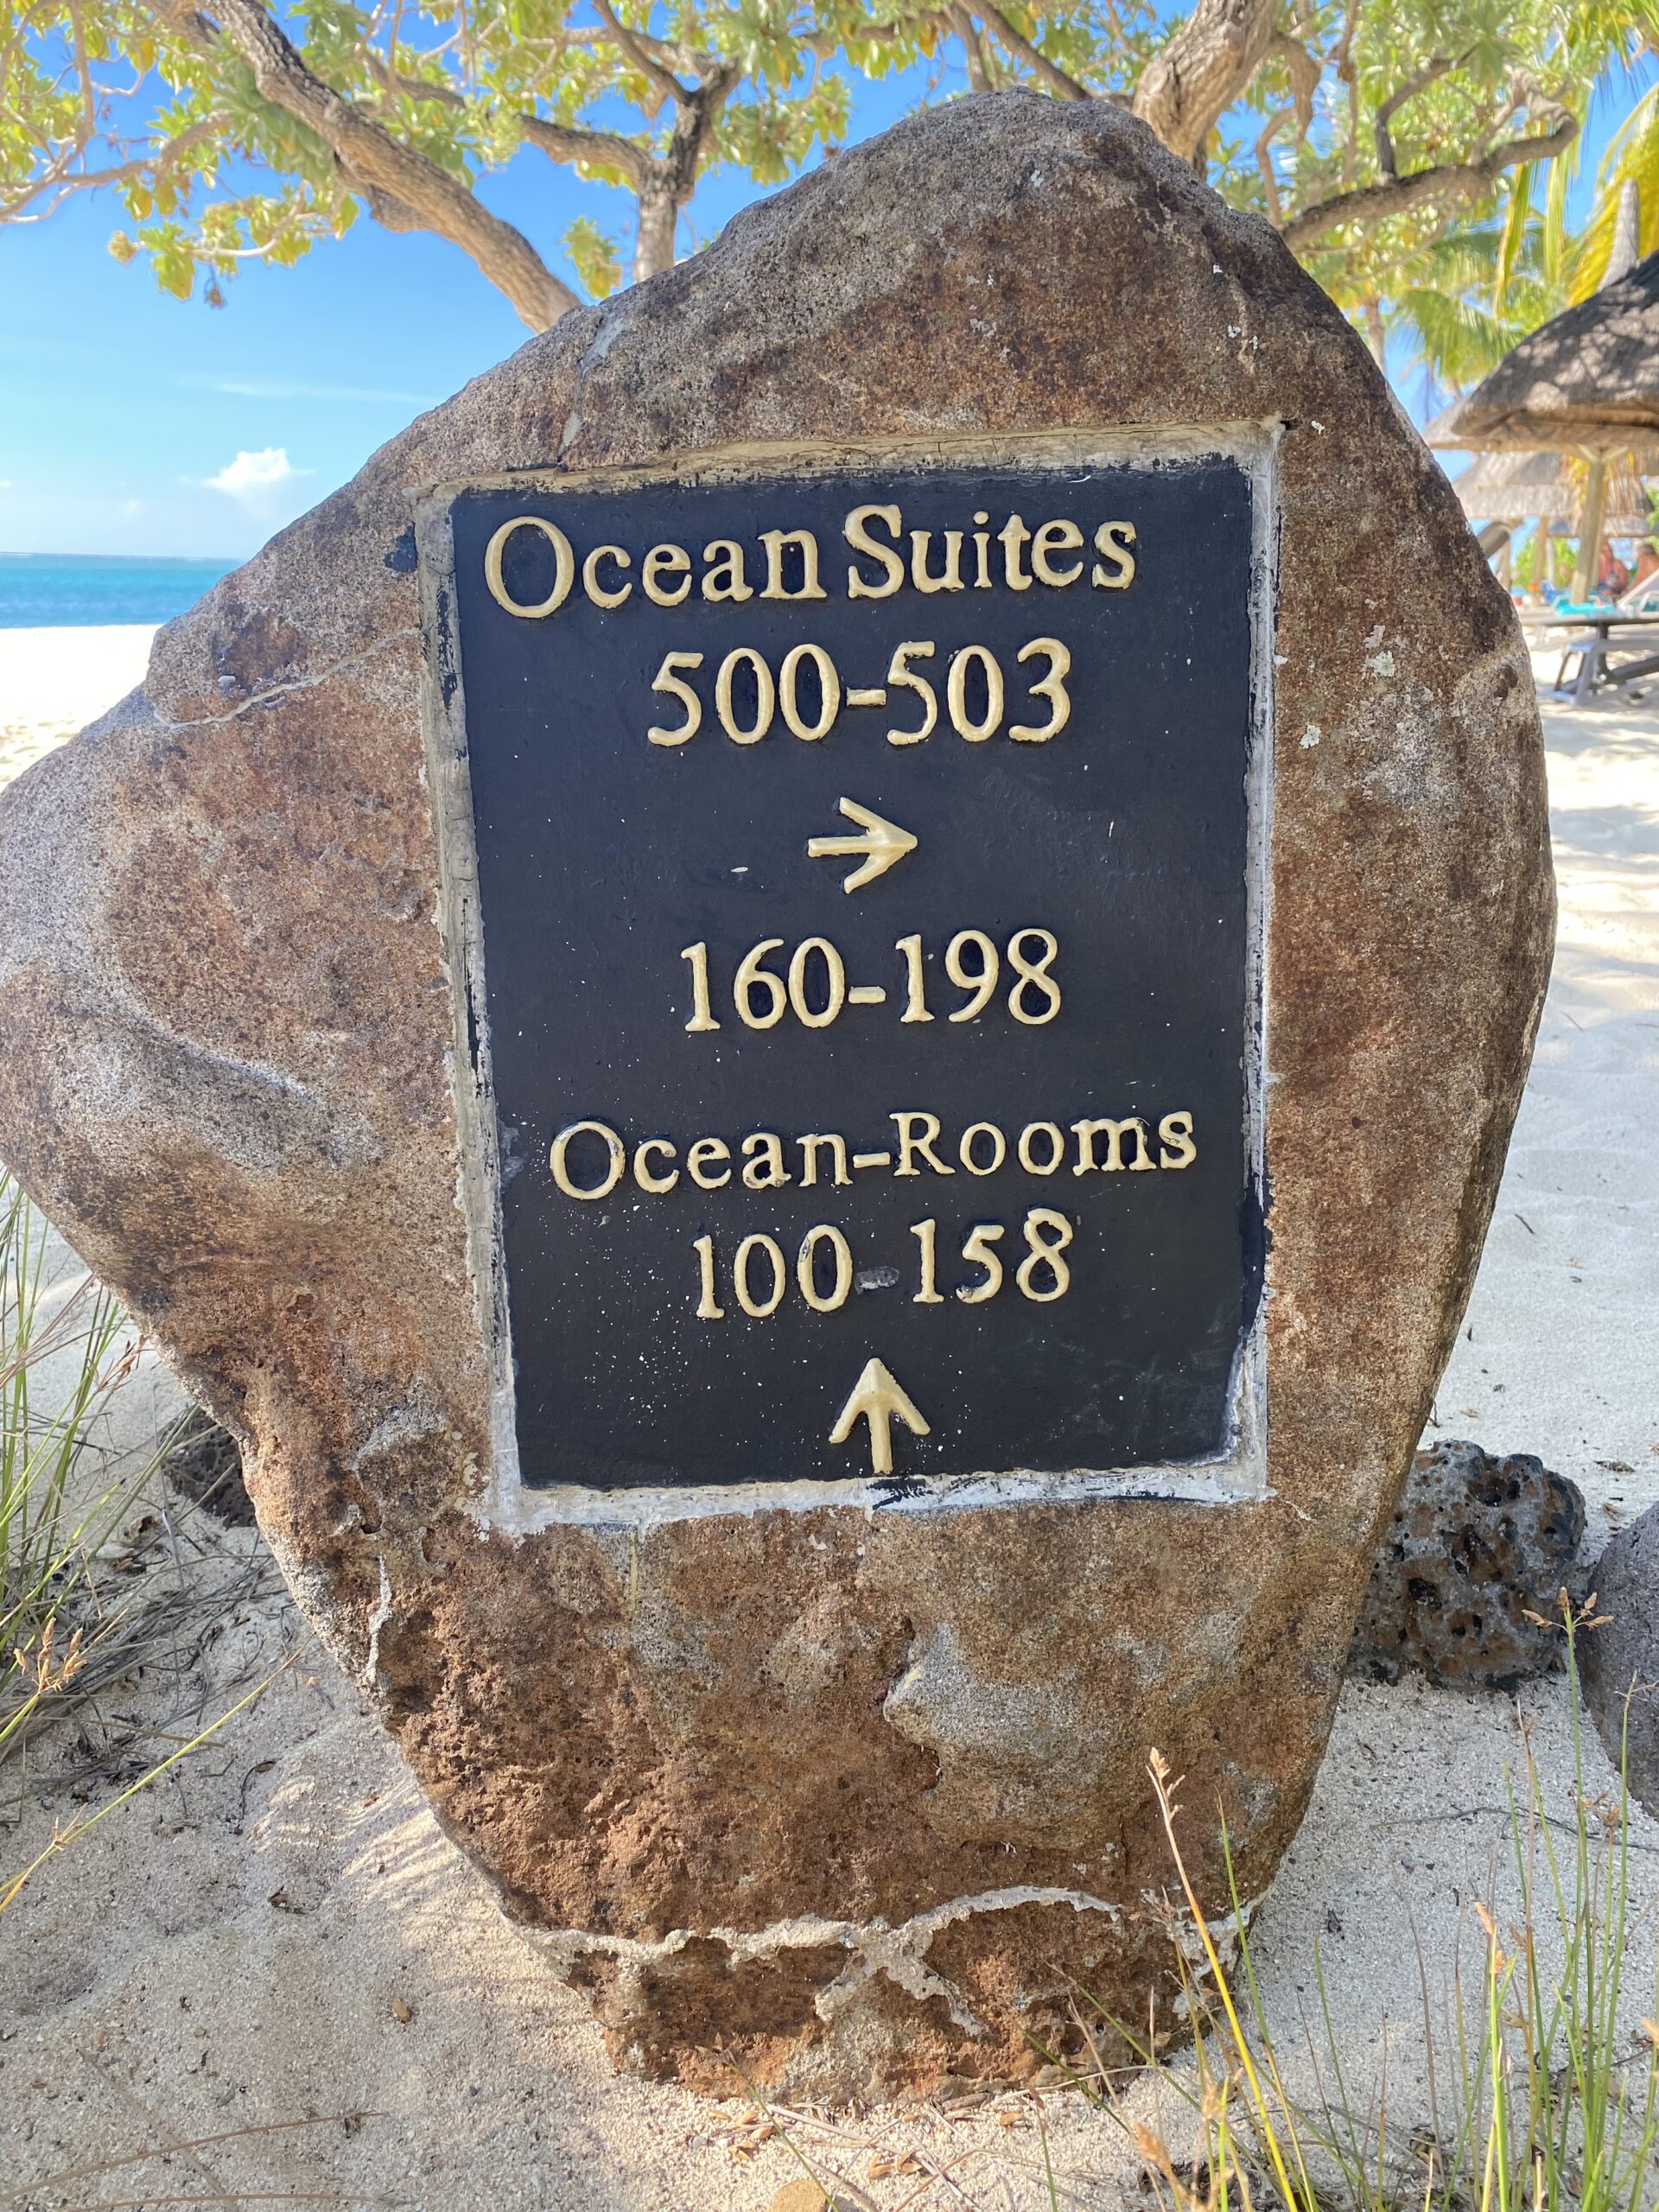 Ocean Suites
500-503
→
160-198
Ocean-Rooms
100-158
↑